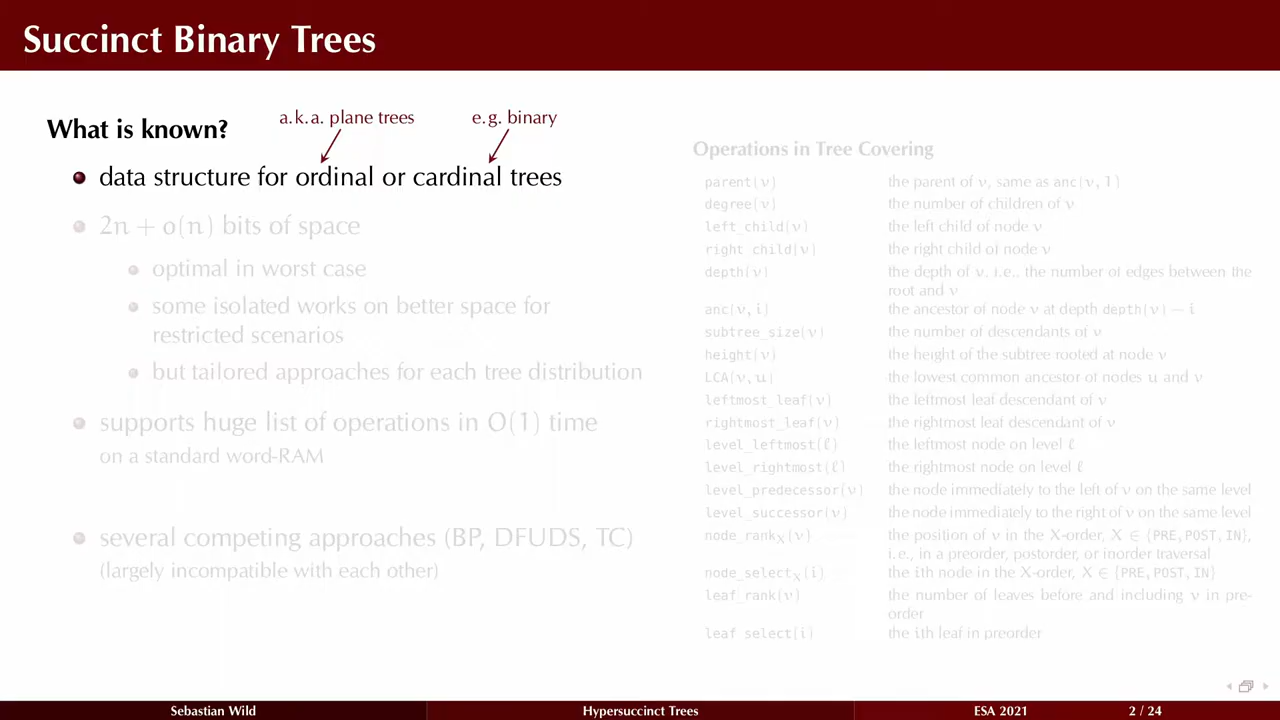 Succinct Binary Trees
What is known?
a.k.a. plane trees
e.g. binary
data structure for ordinal or cardinal trees
2n + o(n) bits of space
optimal in worst case
some isolated works on better space for
restricted scenarios
but tailored approaches for each tree distribution
supports huge list of operations in O(1) time
on a standard word-RAM
several competing approaches (BP, DFUDS, TC)
(largely incompatible with each other)
Operations in Tree Covering
parent(v) the parent of v, same as anc(v, 1)
degree(v) the number of children of v
left_child(v) the left child of node v
right_child(v) the right child of node v
depth(v) the depth of v, i.e., the number of edges between the
root and v
anc(v, i) the ancestor of node v at depth depth(v) − i
subtree_size(v) the number of descendants of v
height(v) the height of the subtree rooted at node v
LCA(v, u) the lowest common ancestor of nodes u and v
leftmost_leaf(v) the leftmost leaf descendant of v
rightmost_leaf(v) the rightmost leaf descendant of v
level_leftmost(ℓ) the leftmost node on level ℓ
level_rightmost(ℓ) the rightmost node on level ℓ
level_predecessor(v) the node immediately to the left of v on the same level
level_successor(v) the node immediately to the right of v on the same level
node_rankX(v) the position of v in the X-order, X ∈ {PRE, POST, IN},
i.e., in a preorder, postorder, or inorder traversal
node_selectX(i) the ith node in the X-order, X ∈ {PRE, POST, IN}
leaf_rank(v) the number of leaves before and including v in pre-
order
leaf_select(i) the ith leaf in preorder
Sebastian Wild Hypersuccinct Trees ESA 2021 2 / 24